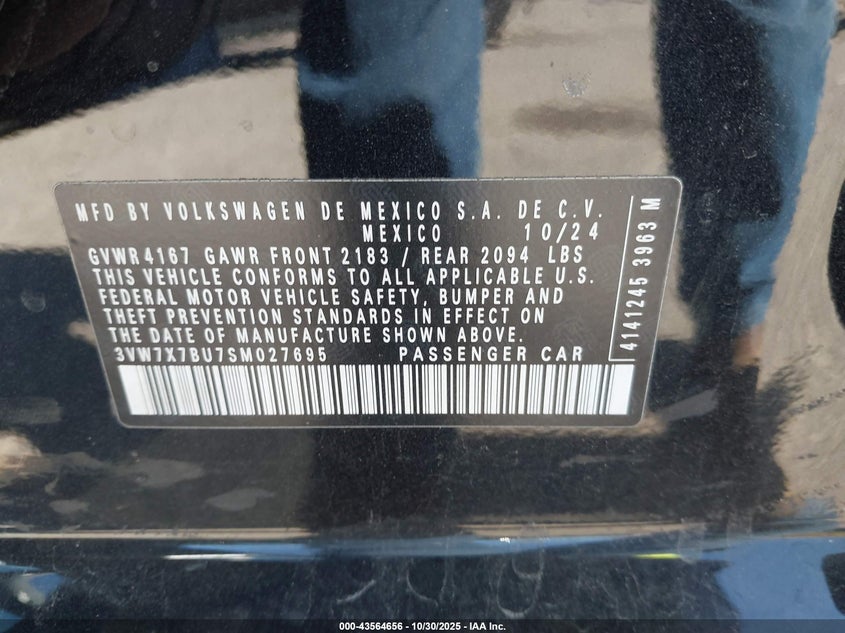 MFD BY VOLKSWAGEN DE MEXICO S.A. DE C.V.
MEXICO 10/24
GVWR 4167 GAWR FRONT 2183 / REAR 2094 LBS
THIS VEHICLE CONFORMS TO ALL APPLICABLE U.S.
FEDERAL MOTOR VEHICLE SAFETY, BUMPER AND
THEFT PREVENTION STANDARDS IN EFFECT ON
THE DATE OF MANUFACTURE SHOWN ABOVE.
3VW7X7BU7SM027695 PASSENGER CAR
4141245 3963 M
000-43564656 - 10/30/2025 - IAA Inc.